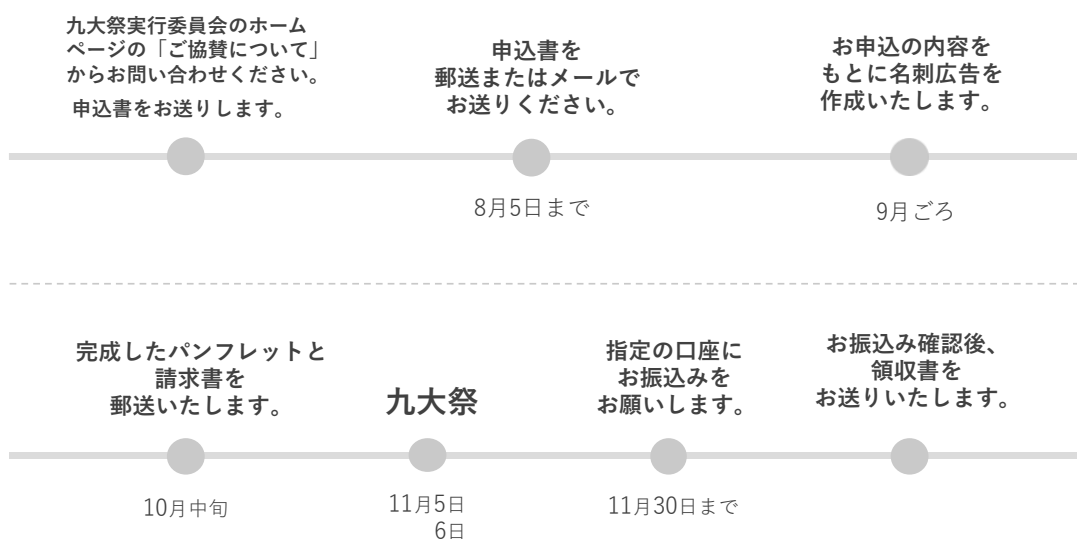 九大祭実行委員会のホーム
ページの「ご協賛について」
からお問い合わせください。
申込書をお送りします。
申込書を
郵送またはメールで
お送りください。
8月5日まで
お申込の内容を
もとに名刺広告を
作成いたします。
9月ごろ
完成したパンフレットと
請求書を
郵送いたします。
10月中旬
九大祭
11月5日
6日
指定の口座に
お振込みを
お願いします。
11月30日まで
お振込み確認後、
領収書を
お送りいたします。